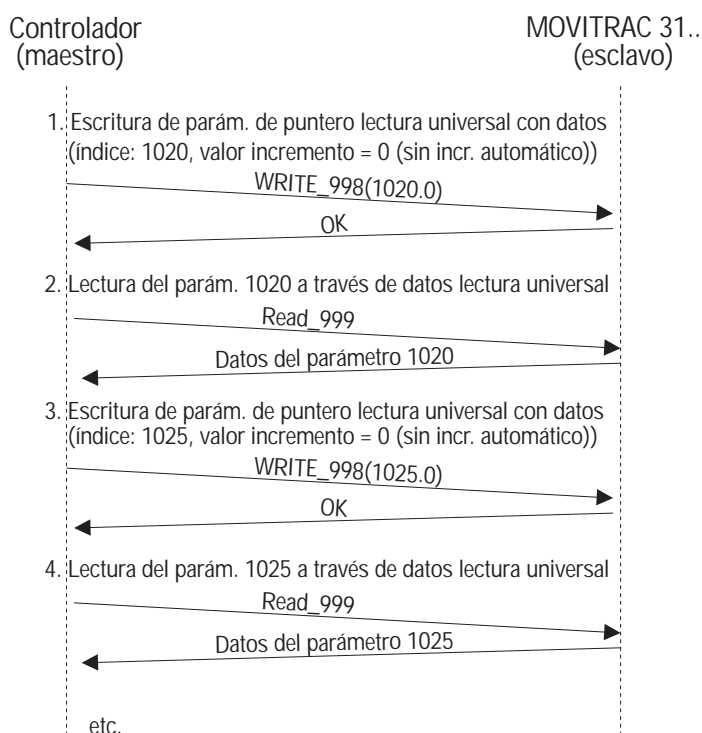 Controlador
(maestro)
MOVITRAC 31..
(esclavo)
1. Escritura de parám. de puntero lectura universal con datos
(índice: 1020, valor incremento = 0 (sin incr. automático))
WRITE_998(1020.0)
OK
2. Lectura del parám. 1020 a través de datos lectura universal
Read_999
Datos del parámetro 1020
3. Escritura de parám. de puntero lectura universal con datos
(índice: 1025, valor incremento = 0 (sin incr. automático))
WRITE_998(1025.0)
OK
4. Lectura del parám. 1025 a través de datos lectura universal
Read_999
Datos del parámetro 1025
etc.